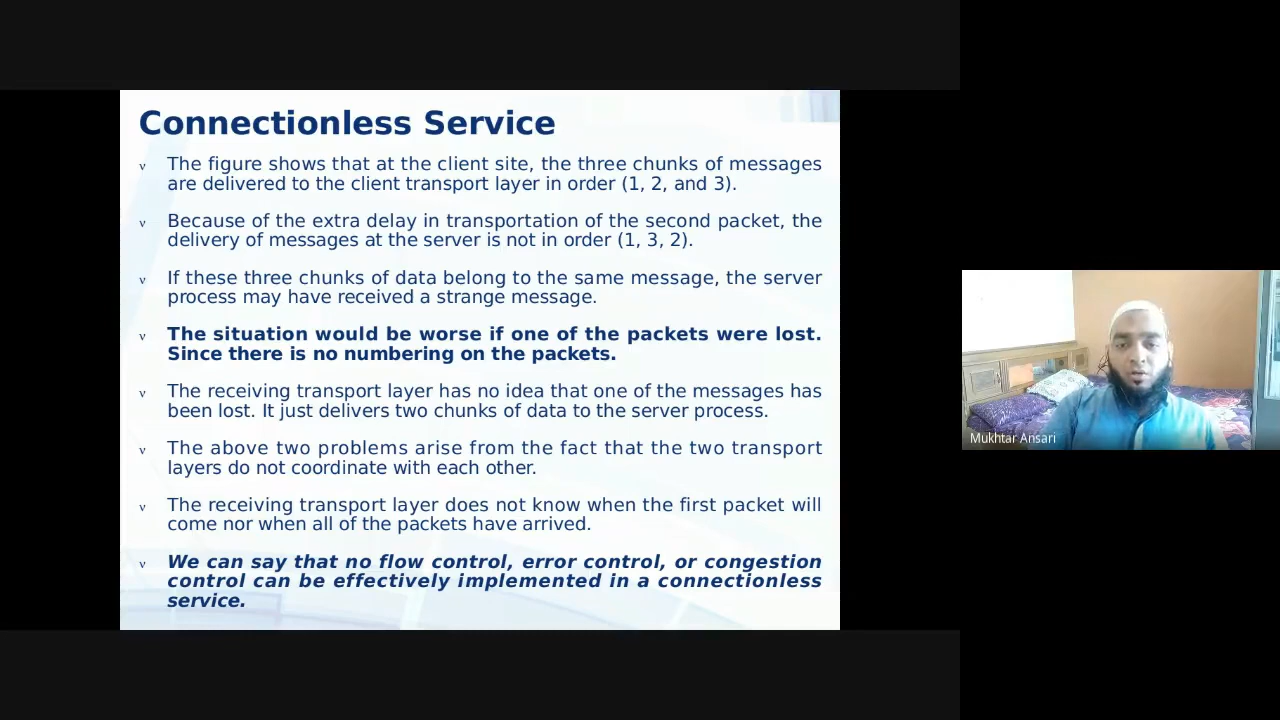 Connectionless Service
v The figure shows that at the client site, the three chunks of messages
are delivered to the client transport layer in order (1, 2, and 3).
v Because of the extra delay in transportation of the second packet, the
delivery of messages at the server is not in order (1, 3, 2).
v If these three chunks of data belong to the same message, the server
process may have received a strange message.
v The situation would be worse if one of the packets were lost.
Since there is no numbering on the packets.
v The receiving transport layer has no idea that one of the messages has
been lost. It just delivers two chunks of data to the server process.
v The above two problems arise from the fact that the two transport
layers do not coordinate with each other.
v The receiving transport layer does not know when the first packet will
come nor when all of the packets have arrived.
v We can say that no flow control, error control, or congestion
control can be effectively implemented in a connectionless
service.
Mukhtar Ansari